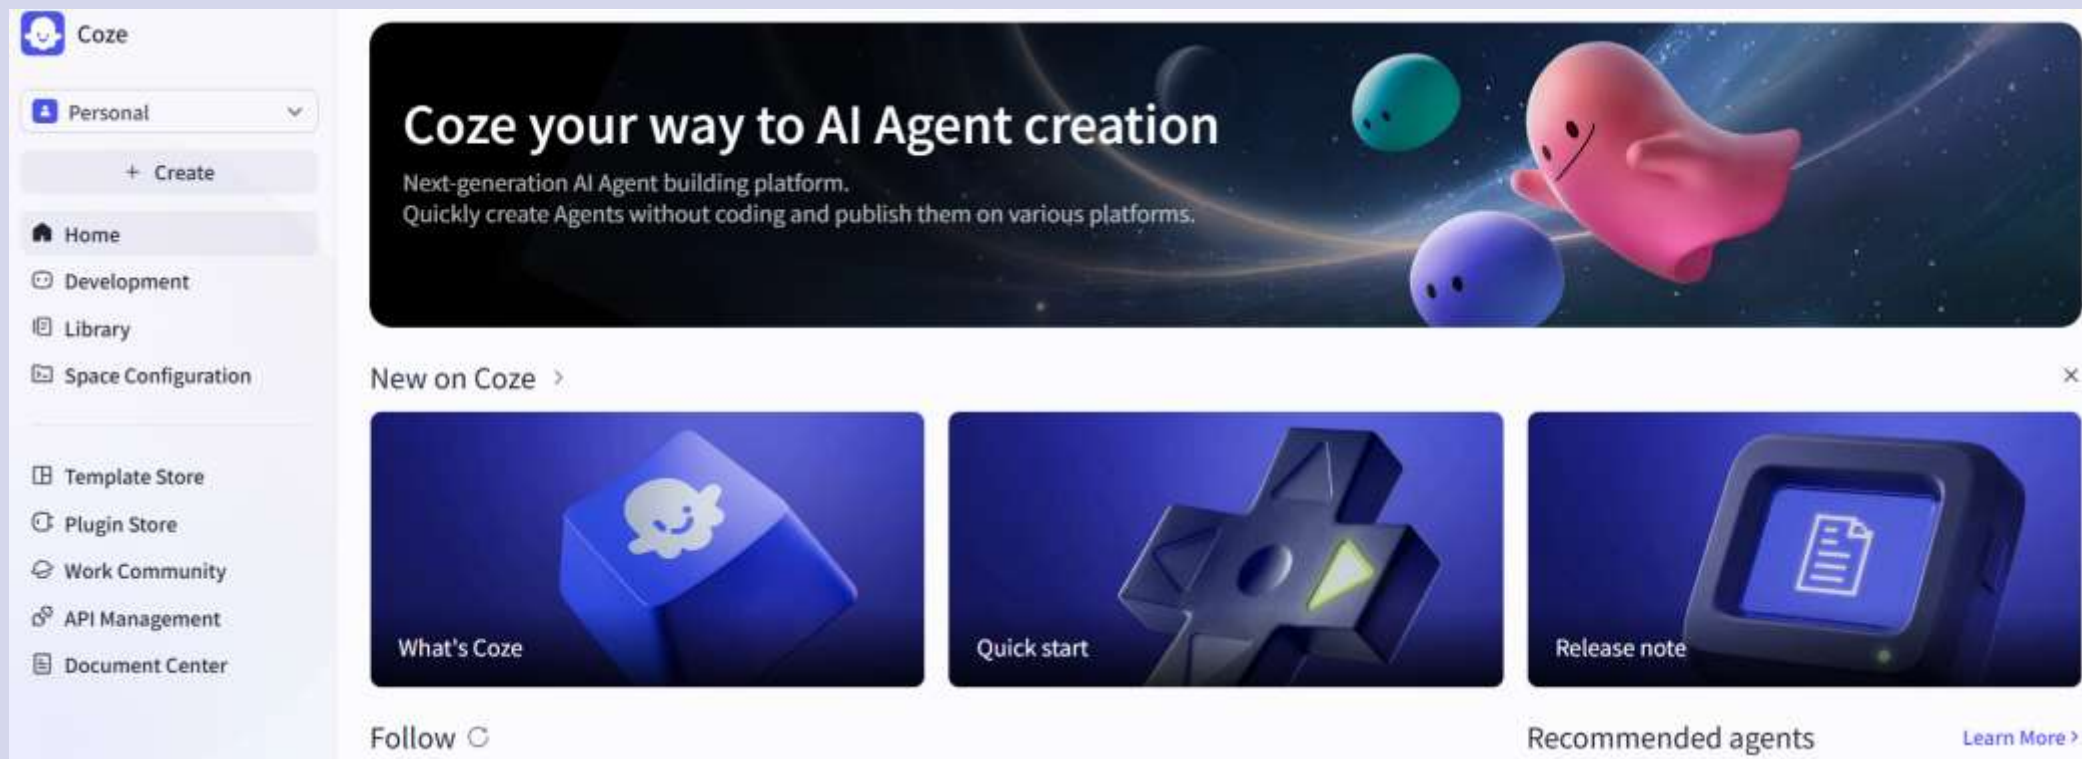 Coze
Personal
+ Create
Home
Development
Library
Space Configuration
Template Store
Plugin Store
Work Community
API Management
Document Center
Coze your way to AI Agent creation
Next-generation AI Agent building platform.
Quickly create Agents without coding and publish them on various platforms.
New on Coze
What's Coze
Quick start
Release note
Follow
Recommended agents
Learn More